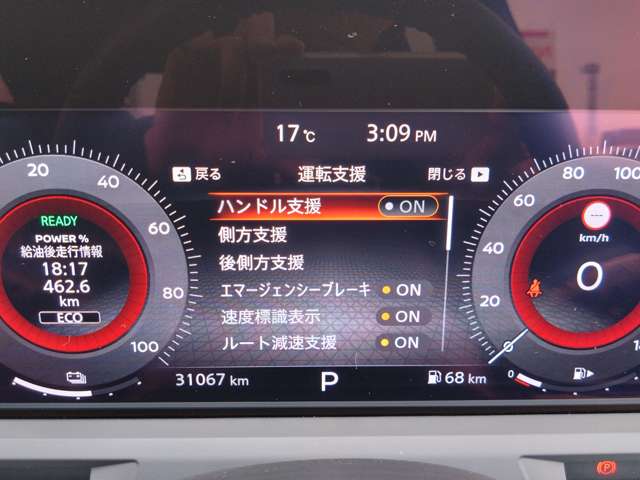 17℃ 3:09 PM
戻る 運転支援 閉じる
ハンドル支援 ON
側方支援
後側方支援
エマージェンシーブレーキ ON
速度標識表示 ON
ルート減速支援 ON
20
40
60
80
100
READY
POWER %
給油後走行情報
18:17
462.6
km
ECO
100
80
60
40
20
0
---
km/h
0
31067 km P 68 km
0
(P)